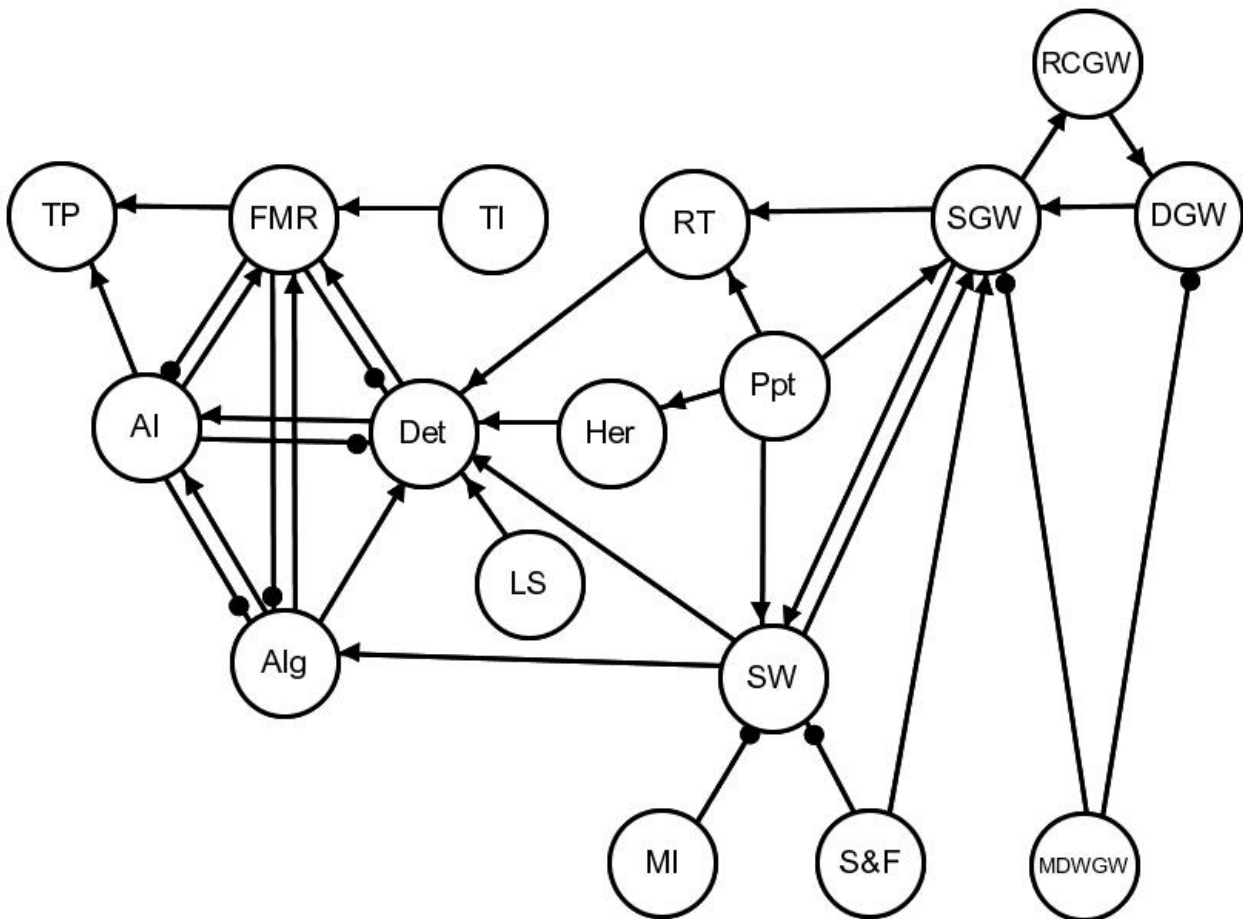 RCGW
TP
FMR
TI
RT
SGW
DGW
Ppt
AI
Det
Her
LS
Alg
SW
MI
S&F
MDWGW